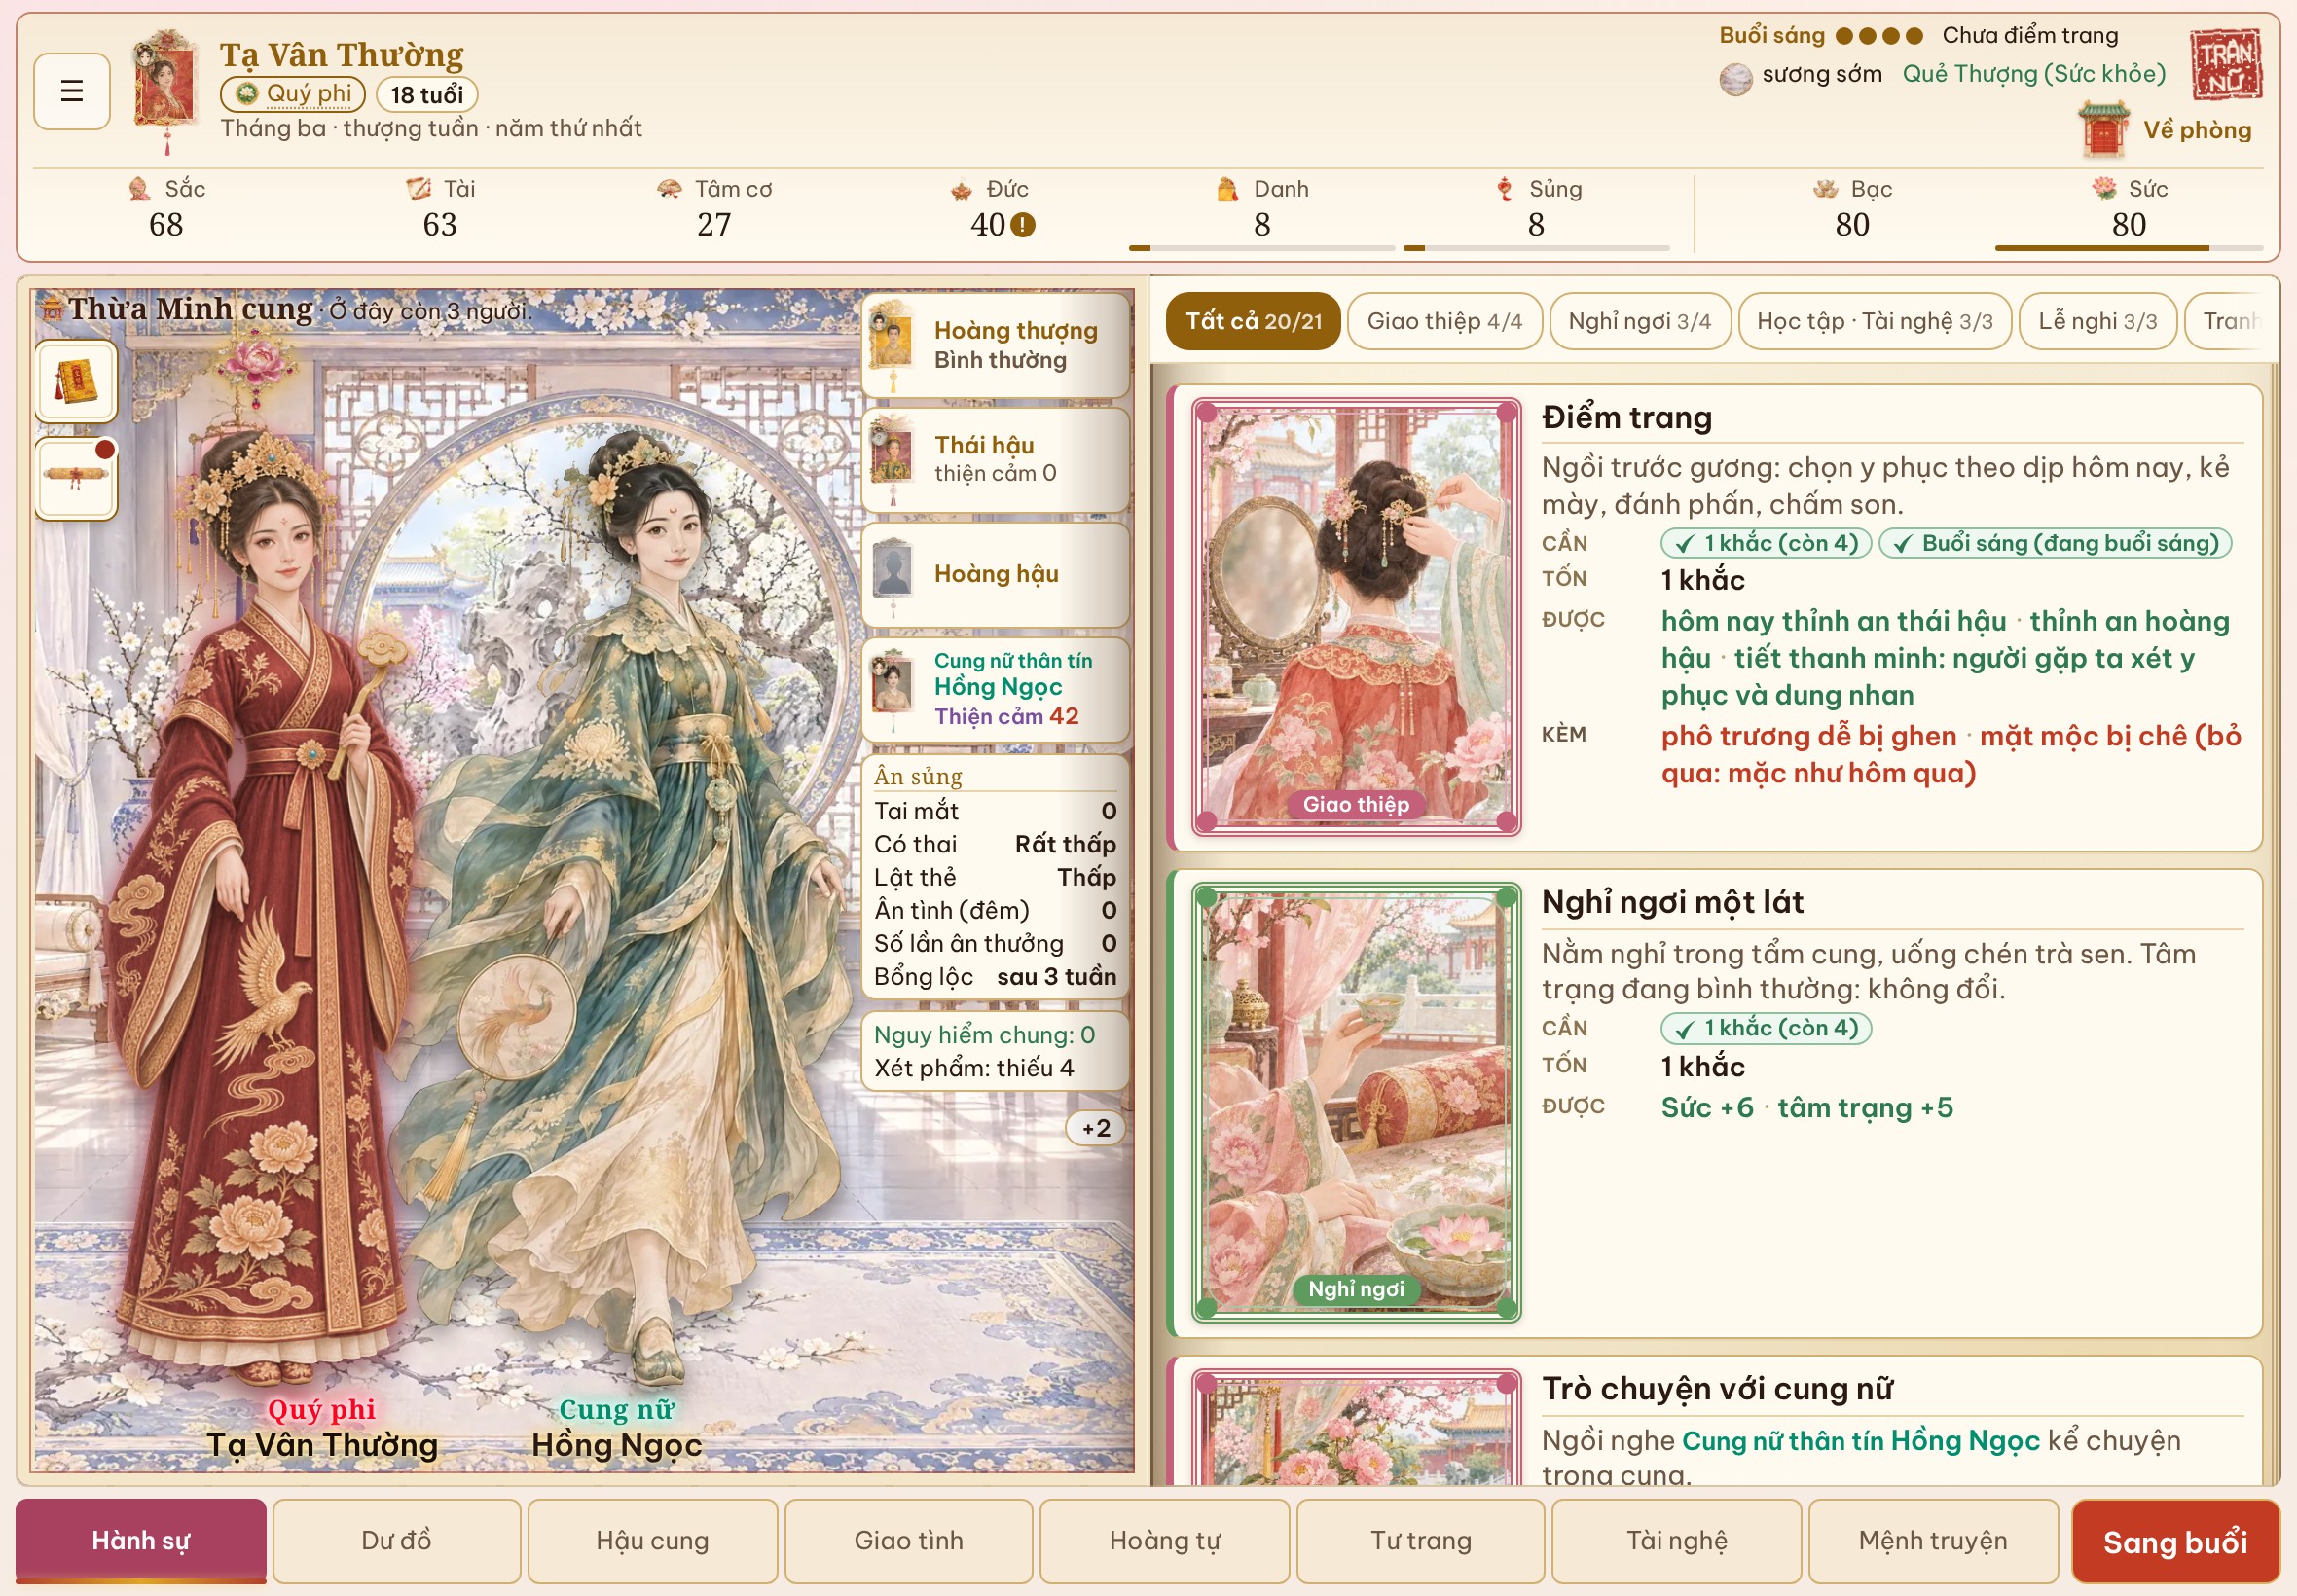 ☰
Tạ Vân Thường
Quý phi 18 tuổi
Tháng ba · thượng tuần · năm thứ nhất
Buổi sáng Chưa điểm trang
sương sớm Quẻ Thượng (Sức khỏe)
TRÂN
NỮ
Về phòng
Sắc
68
Tài
63
Tâm cơ
27
Đức
40 !
Danh
8
Sủng
8
Bạc
80
Sức
80
Thừa Minh cung · Ở đây còn 3 người.
Hoàng thượng
Bình thường
Thái hậu
thiện cảm 0
Hoàng hậu
Cung nữ thân tín
Hồng Ngọc
Thiện cảm 42
Ân sủng
Tai mắt 0
Có thai Rất thấp
Lật thẻ Thấp
Ân tình (đêm) 0
Số lần ân thưởng 0
Bổng lộc sau 3 tuần
Nguy hiểm chung: 0
Xét phẩm: thiếu 4
+2
Quý phi
Tạ Vân Thường
Cung nữ
Hồng Ngọc
Tất cả 20/21 Giao thiệp 4/4 Nghỉ ngơi 3/4 Học tập · Tài nghệ 3/3 Lễ nghi 3/3 Tranh
Giao thiệp
Điểm trang
Ngồi trước gương: chọn y phục theo dịp hôm nay, kẻ
mày, đánh phấn, chấm son.
CẦN ✓ 1 khắc (còn 4) ✓ Buổi sáng (đang buổi sáng)
TỐN 1 khắc
ĐƯỢC hôm nay thỉnh an thái hậu · thỉnh an hoàng
hậu · tiết thanh minh: người gặp ta xét y
phục và dung nhan
KÈM phô trương dễ bị ghen · mặt mộc bị chê (bỏ
qua: mặc như hôm qua)
Nghỉ ngơi
Nghỉ ngơi một lát
Nằm nghỉ trong tẩm cung, uống chén trà sen. Tâm
trạng đang bình thường: không đổi.
CẦN ✓ 1 khắc (còn 4)
TỐN 1 khắc
ĐƯỢC Sức +6 · tâm trạng +5
Trò chuyện với cung nữ
Ngồi nghe Cung nữ thân tín Hồng Ngọc kể chuyện
trong cung.
Hành sự Dư đồ Hậu cung Giao tình Hoàng tự Tư trang Tài nghệ Mệnh truyện Sang buổi